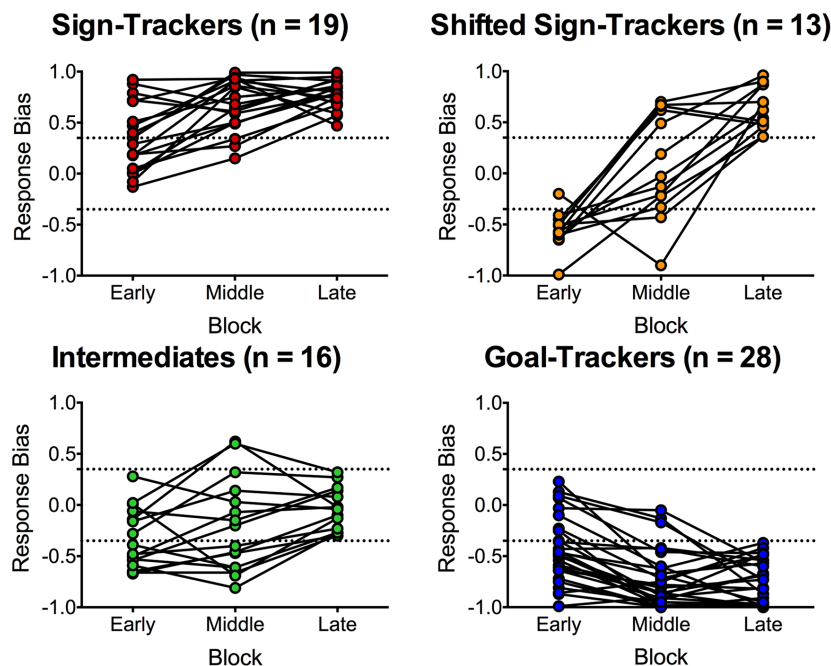 Sign-Trackers (n = 19)
Response Bias
1.0
0.5
0.0
-0.5
-1.0
Early Middle Late
Block
Shifted Sign-Trackers (n = 13)
Response Bias
1.0
0.5
0.0
-0.5
-1.0
Early Middle Late
Block
Intermediates (n = 16)
Response Bias
1.0
0.5
0.0
-0.5
-1.0
Early Middle Late
Block
Goal-Trackers (n = 28)
Response Bias
1.0
0.5
0.0
-0.5
-1.0
Early Middle Late
Block